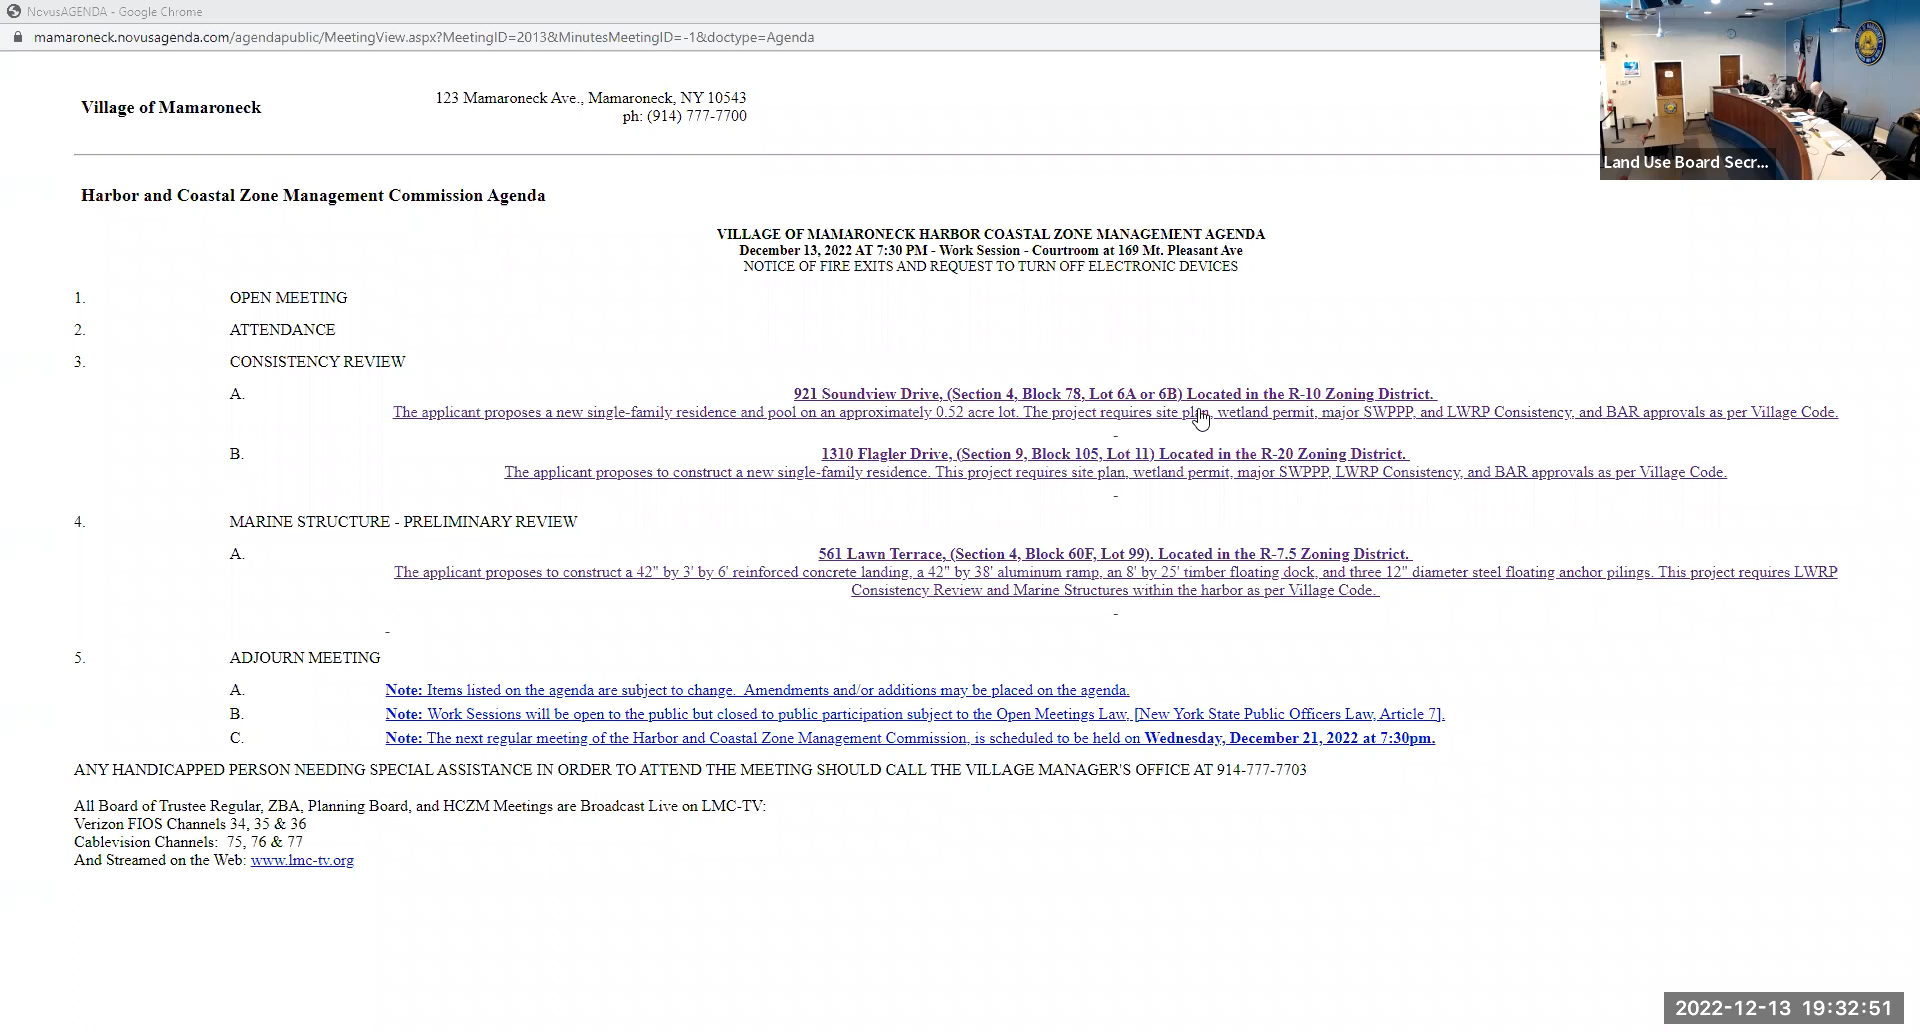 NovusAGENDA - Google Chrome
mamaroneck.novusagenda.com/agendapublic/MeetingView.aspx?MeetingID=2013&MinutesMeetingID=-1&doctype=Agenda
Village of Mamaroneck
123 Mamaroneck Ave., Mamaroneck, NY 10543
ph: (914) 777-7700
Land Use Board Secr...
Harbor and Coastal Zone Management Commission Agenda
VILLAGE OF MAMARONECK HARBOR COASTAL ZONE MANAGEMENT AGENDA
December 13, 2022 AT 7:30 PM - Work Session - Courtroom at 169 Mt. Pleasant Ave
NOTICE OF FIRE EXITS AND REQUEST TO TURN OFF ELECTRONIC DEVICES
1. OPEN MEETING
2. ATTENDANCE
3. CONSISTENCY REVIEW
A. 921 Soundview Drive, (Section 4, Block 78, Lot 6A or 6B) Located in the R-10 Zoning District.
The applicant proposes a new single-family residence and pool on an approximately 0.52 acre lot. The project requires site plan, wetland permit, major SWPPP, and LWRP Consistency, and BAR approvals as per Village Code.
B. 1310 Flagler Drive, (Section 9, Block 105, Lot 11) Located in the R-20 Zoning District.
The applicant proposes to construct a new single-family residence. This project requires site plan, wetland permit, major SWPPP, LWRP Consistency, and BAR approvals as per Village Code.
4. MARINE STRUCTURE - PRELIMINARY REVIEW
A. 561 Lawn Terrace, (Section 4, Block 60F, Lot 99). Located in the R-7.5 Zoning District.
The applicant proposes to construct a 42" by 3' by 6' reinforced concrete landing, a 42" by 38' aluminum ramp, an 8' by 25' timber floating dock, and three 12" diameter steel floating anchor pilings. This project requires LWRP
Consistency Review and Marine Structures within the harbor as per Village Code.
5. ADJOURN MEETING
A. Note: Items listed on the agenda are subject to change. Amendments and/or additions may be placed on the agenda.
B. Note: Work Sessions will be open to the public but closed to public participation subject to the Open Meetings Law, [New York State Public Officers Law, Article 7].
C. Note: The next regular meeting of the Harbor and Coastal Zone Management Commission, is scheduled to be held on Wednesday, December 21, 2022 at 7:30pm.
ANY HANDICAPPED PERSON NEEDING SPECIAL ASSISTANCE IN ORDER TO ATTEND THE MEETING SHOULD CALL THE VILLAGE MANAGER'S OFFICE AT 914-777-7703
All Board of Trustee Regular, ZBA, Planning Board, and HCZM Meetings are Broadcast Live on LMC-TV:
Verizon FIOS Channels 34, 35 & 36
Cablevision Channels: 75, 76 & 77
And Streamed on the Web: www.lmc-tv.org
2022-12-13 19:32:51